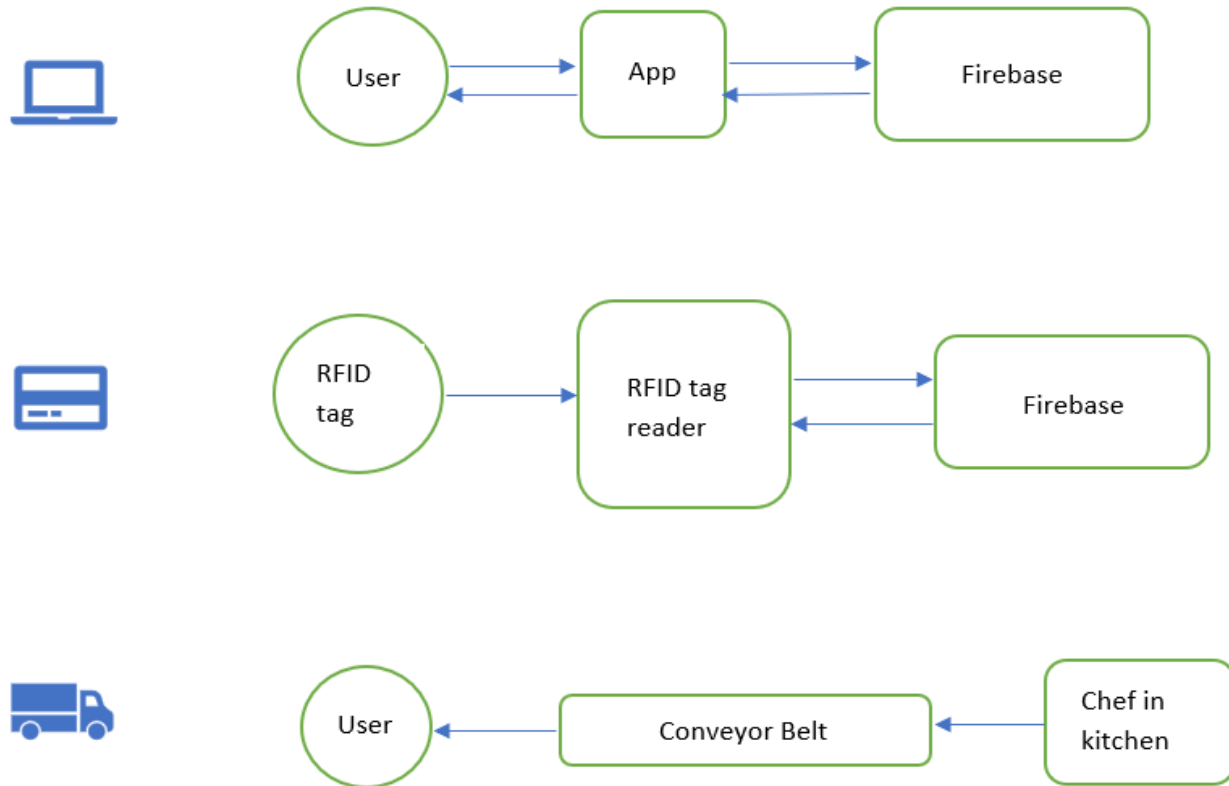 User
App
Firebase
RFID
tag
RFID tag
reader
Firebase
User
Conveyor Belt
Chef in
kitchen